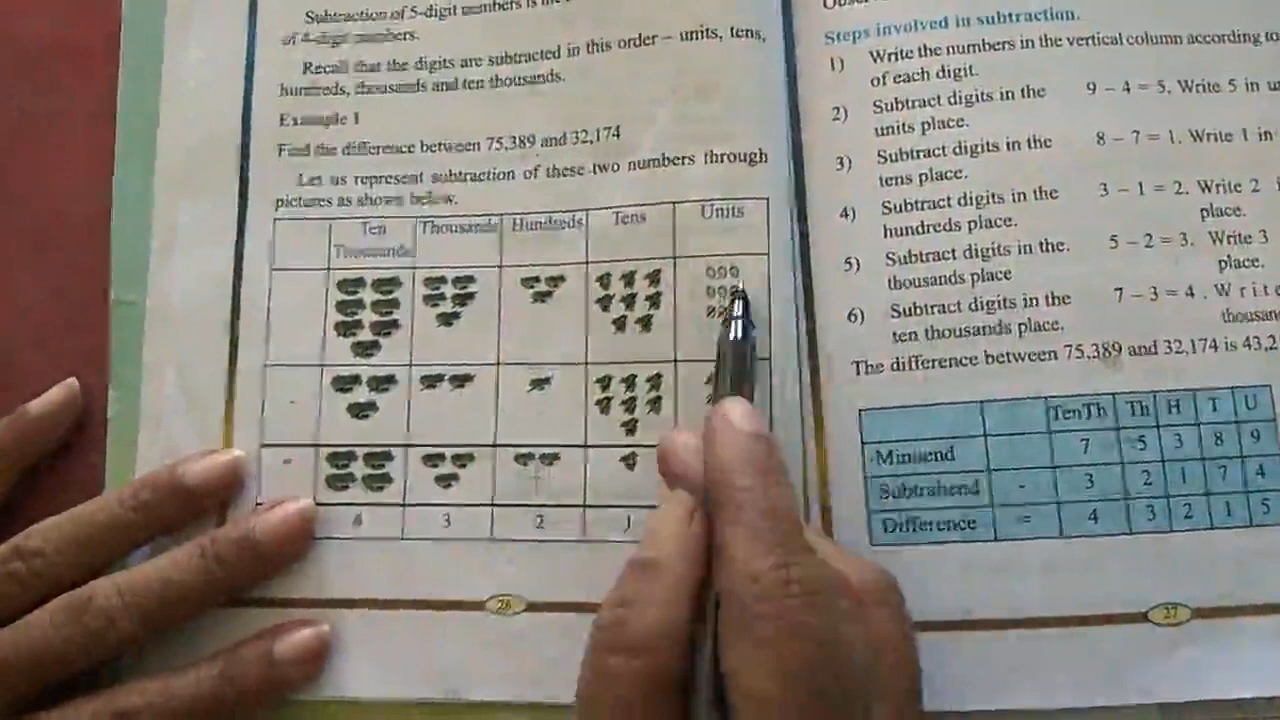 Subtraction of 5-digit numbers is
of 4-digit numbers.
Recall that the digits are subtracted in this order – units, tens,
hundreds, thousands and ten thousands.
Example 1
Find the difference between 75,389 and 32,174
Let us represent subtraction of these two numbers through
pictures as shown below.
Ten Thousands Thousands Hundreds Tens Units
-
=
4 3 2 1
26
Steps involved in subtraction.
1) Write the numbers in the vertical column according to
of each digit.
2) Subtract digits in the 9 – 4 = 5. Write 5 in
units place.
3) Subtract digits in the 8 – 7 = 1. Write 1 in
tens place.
4) Subtract digits in the 3 – 1 = 2. Write 2
hundreds place. place.
5) Subtract digits in the. 5 – 2 = 3. Write 3
thousands place place.
6) Subtract digits in the 7 – 3 = 4 . Write
ten thousands place.
The difference between 75,389 and 32,174 is 43,2
TenTh Th H T U
Minuend 7 5 3 8 9
Subtrahend - 3 2 1 7 4
Difference = 4 3 2 1 5
27